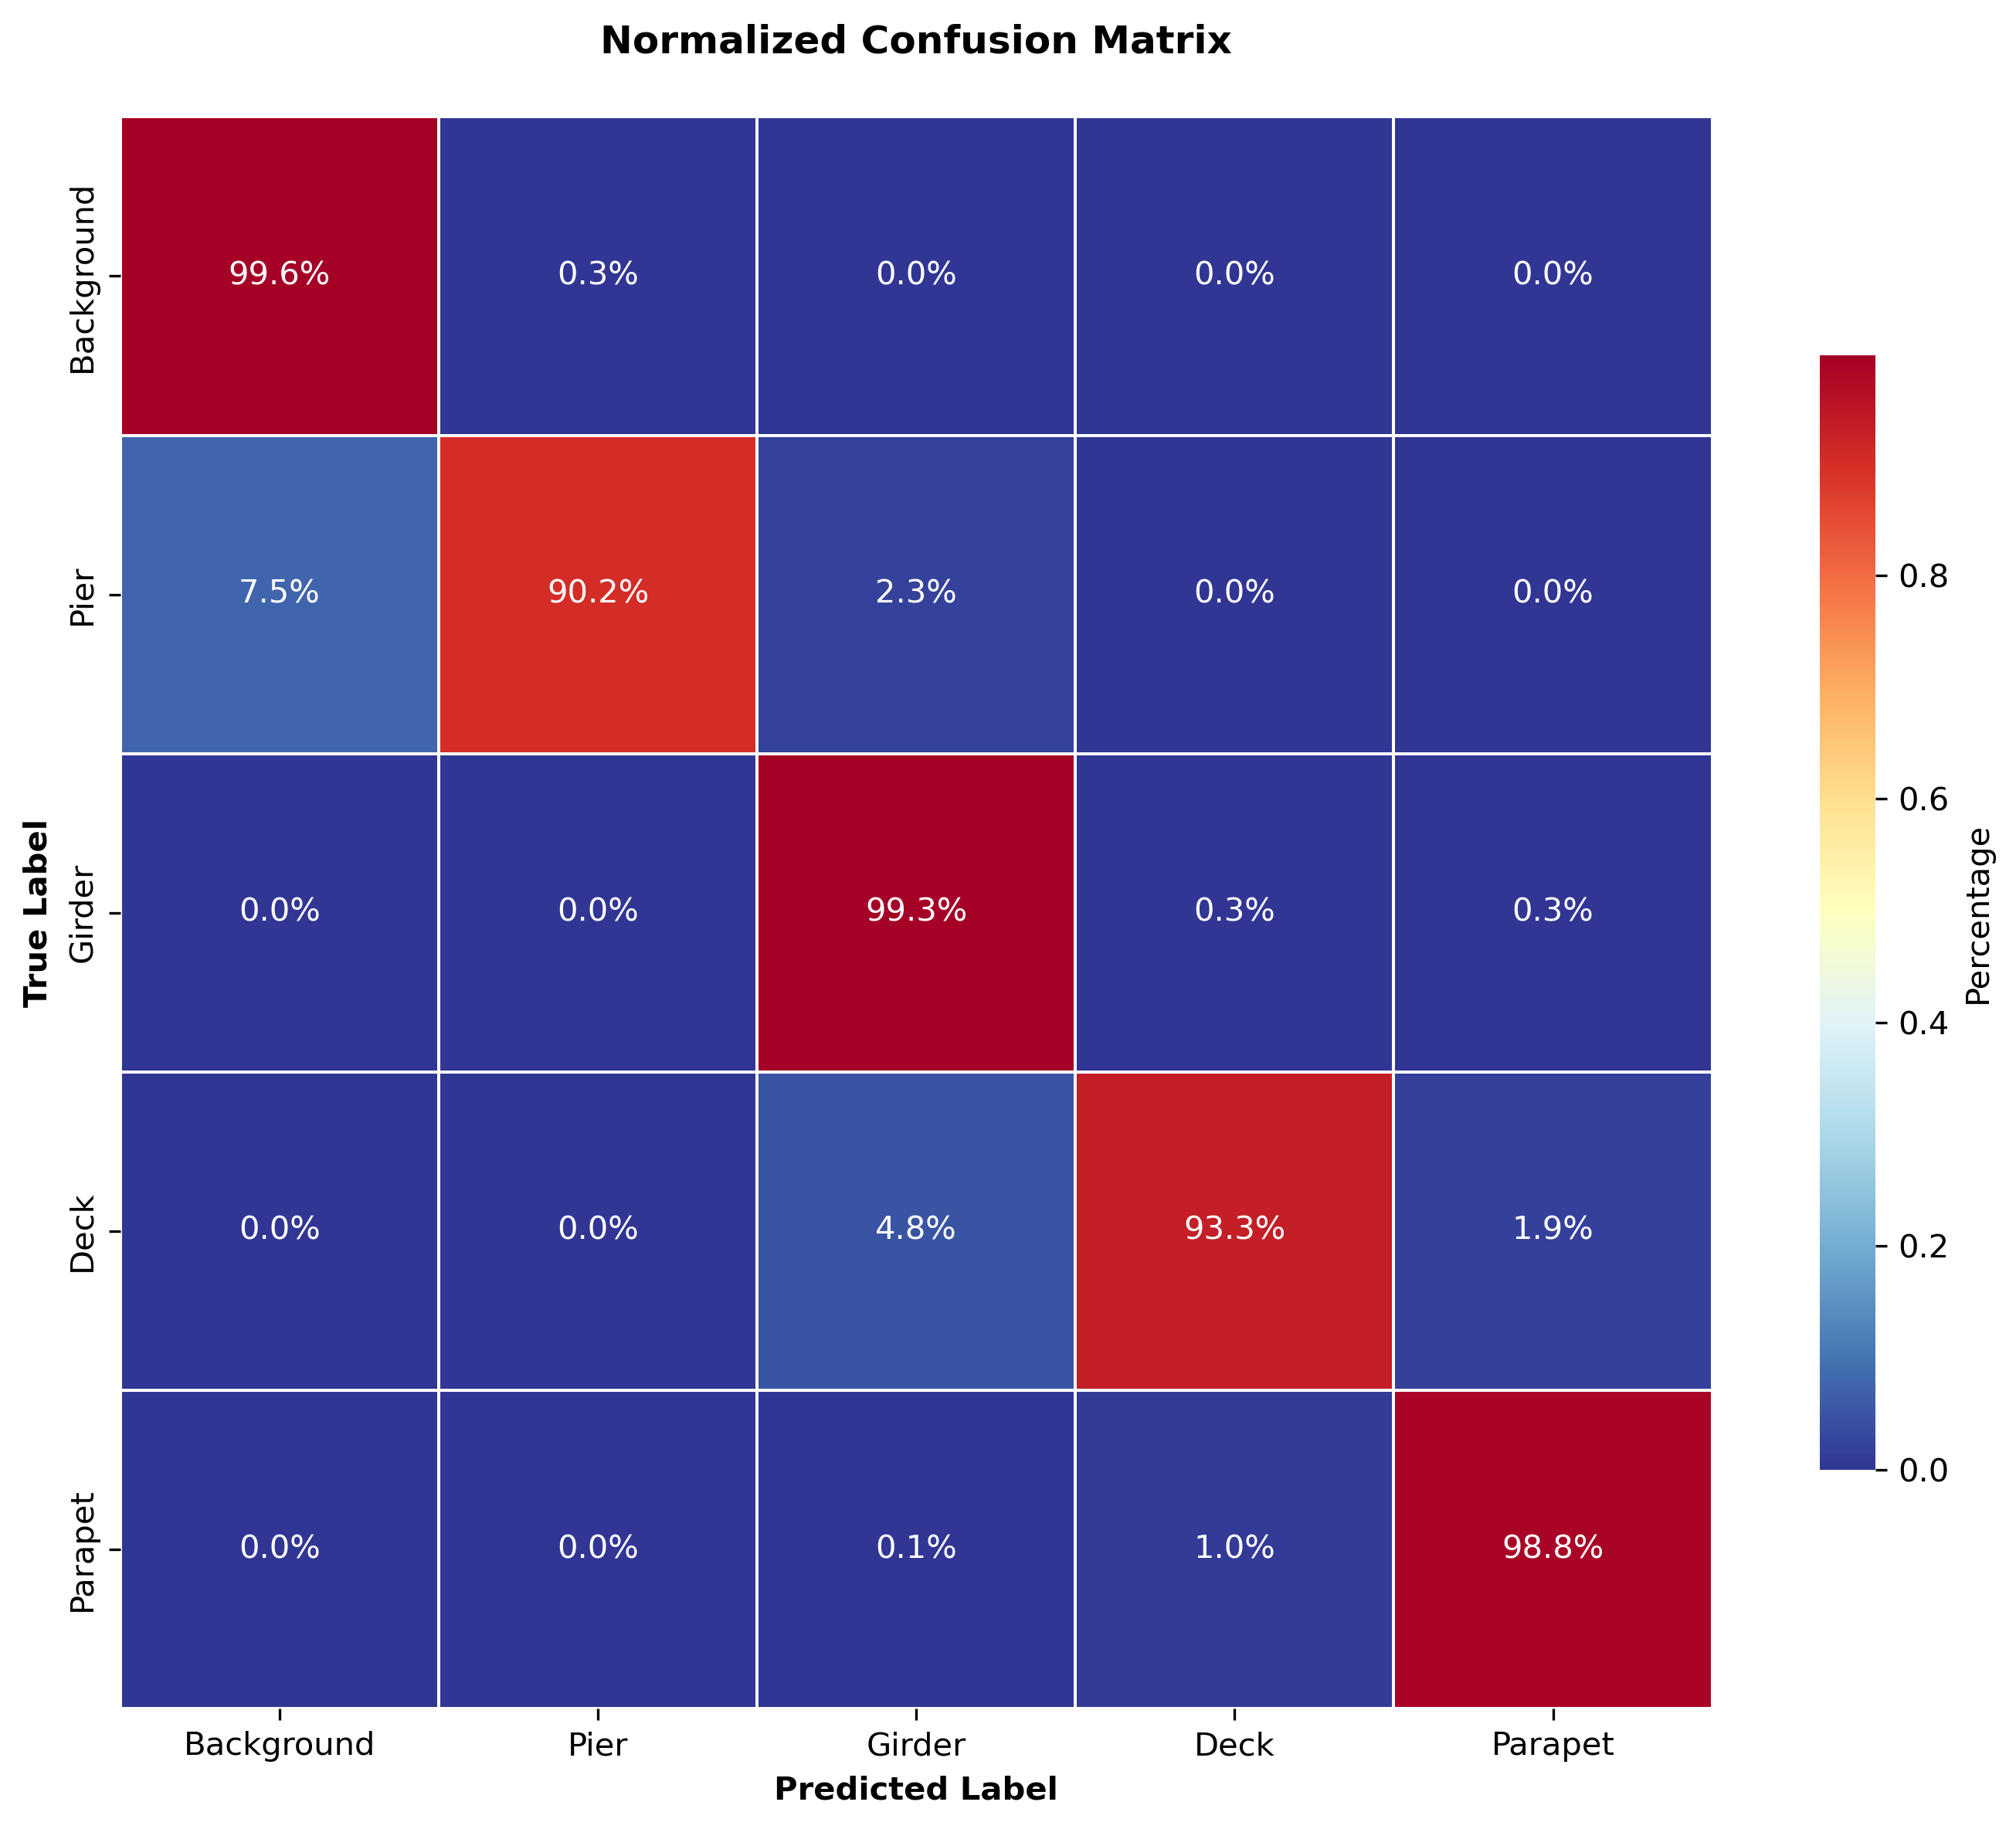 Normalized Confusion Matrix
True Label
Background
99.6% 0.3% 0.0% 0.0% 0.0%
Pier
7.5% 90.2% 2.3% 0.0% 0.0%
Girder
0.0% 0.0% 99.3% 0.3% 0.3%
Deck
0.0% 0.0% 4.8% 93.3% 1.9%
Parapet
0.0% 0.0% 0.1% 1.0% 98.8%
Background Pier Girder Deck Parapet
Predicted Label
0.8
0.6
0.4
0.2
0.0
Percentage